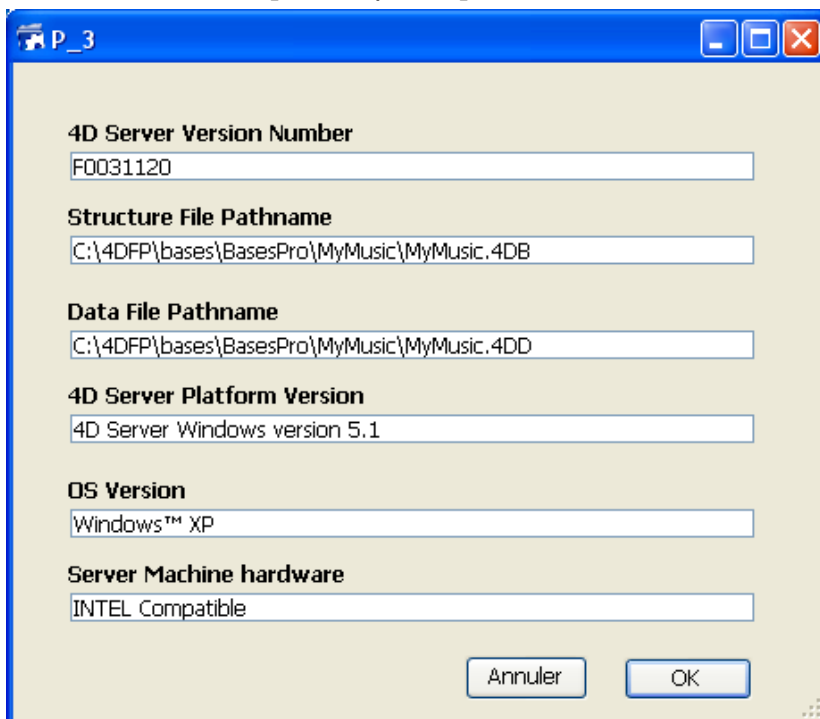 P_3
4D Server Version Number
F0031120
Structure File Pathname
C:\4DFP\bases\BasesPro\MyMusic\MyMusic.4DB
Data File Pathname
C:\4DFP\bases\BasesPro\MyMusic\MyMusic.4DD
4D Server Platform Version
4D Server Windows version 5.1
OS Version
Windows™ XP
Server Machine hardware
INTEL Compatible
Annuler OK